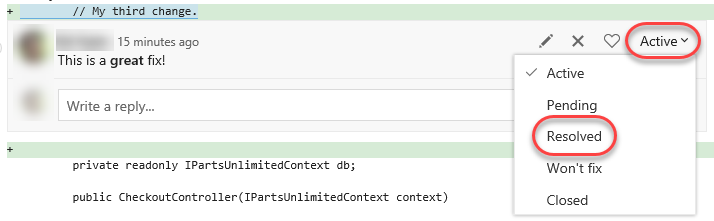 + // My third change.
15 minutes ago
Active
This is a great fix!
Write a reply...
Active
Pending
Resolved
Won't fix
Closed
+
private readonly IPartsUnlimitedContext db;
public CheckoutController(IPartsUnlimitedContext context)